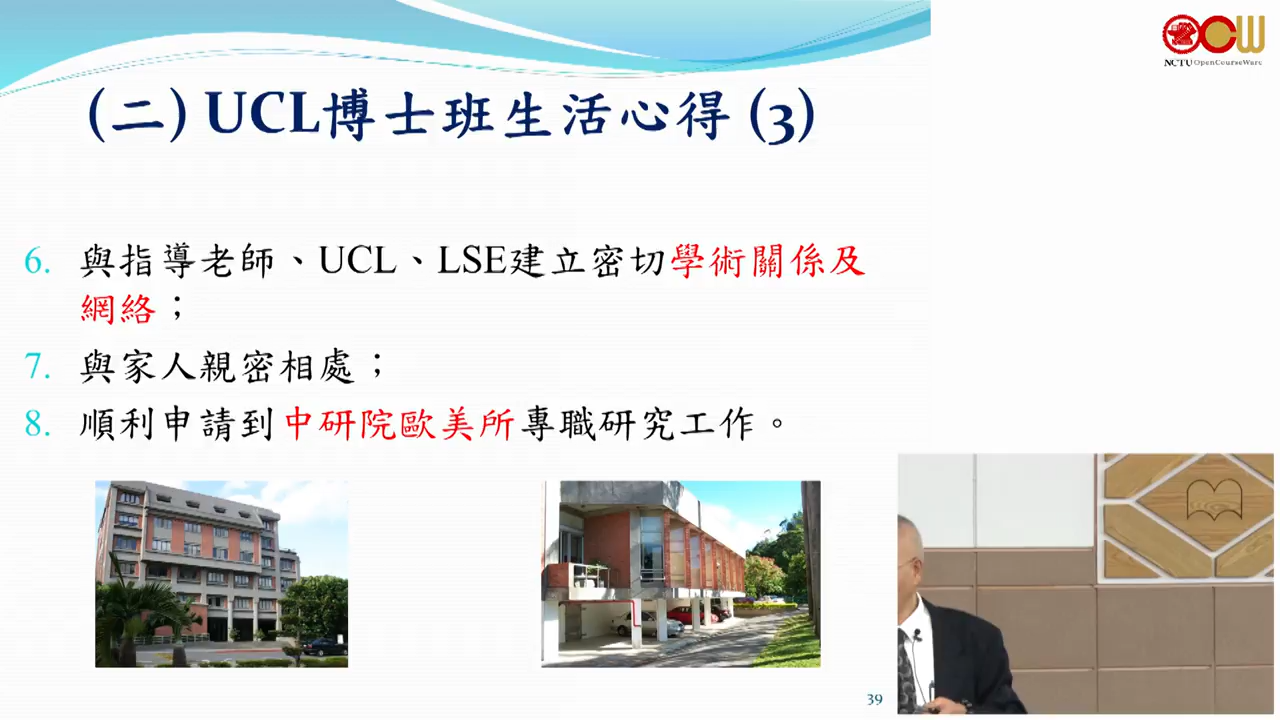 OCW
NCTU OpenCourseWare
(二) UCL博士班生活心得 (3)
6. 與指導老師、UCL、LSE建立密切學術關係及
網絡；
7. 與家人親密相處；
8. 順利申請到中研院歐美所專職研究工作。
39